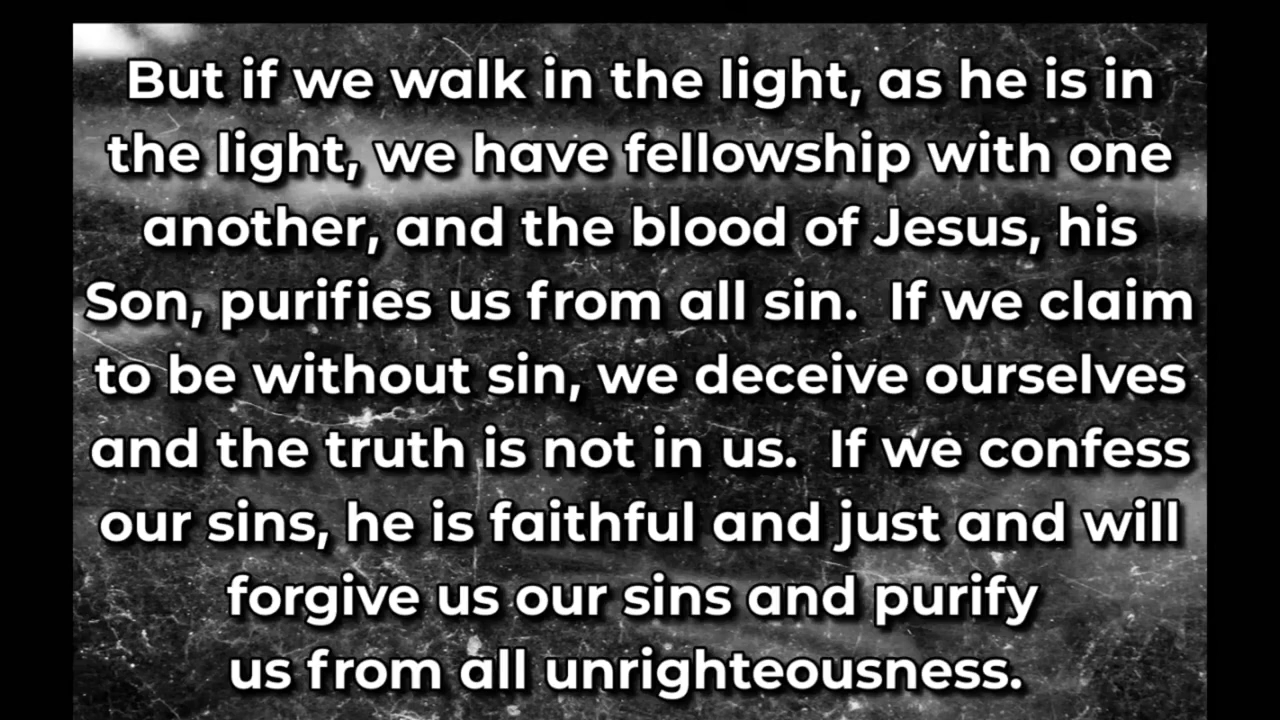 But if we walk in the light, as he is in
the light, we have fellowship with one
another, and the blood of Jesus, his
Son, purifies us from all sin.  If we claim
to be without sin, we deceive ourselves
and the truth is not in us.  If we confess
our sins, he is faithful and just and will
forgive us our sins and purify
us from all unrighteousness.